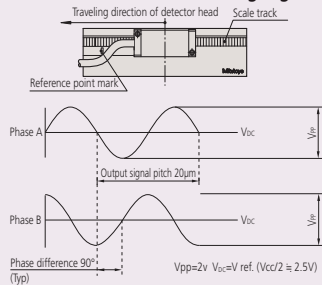 Traveling direction of detector head
Scale track
Reference point mark
Mitutoyo
Phase A
VDC
VPP
Output signal pitch 20μm
Phase B
VDC
VPP
Phase difference 90°
(Typ)
Vpp=2v VDC=V ref. (Vcc/2 ≒ 2.5V)